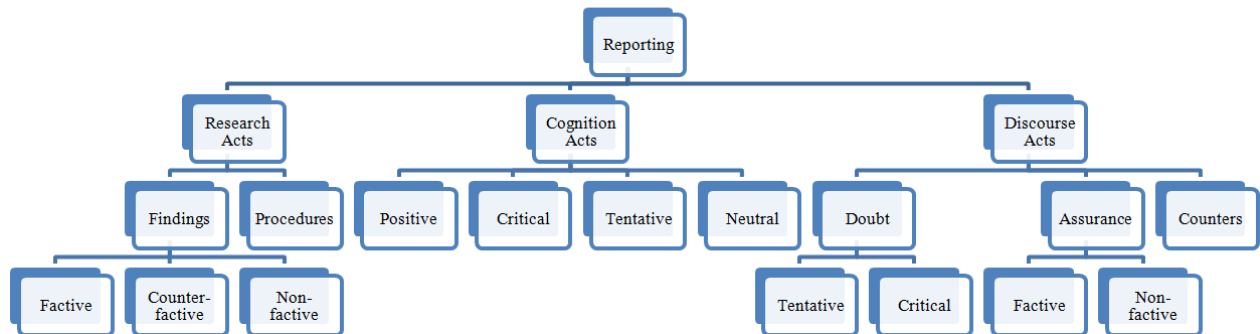 Reporting
Research
Acts
Cognition
Acts
Discourse
Acts
Findings
Procedures
Positive
Critical
Tentative
Neutral
Doubt
Assurance
Counters
Factive
Counter-
factive
Non-
factive
Tentative
Critical
Factive
Non-
factive